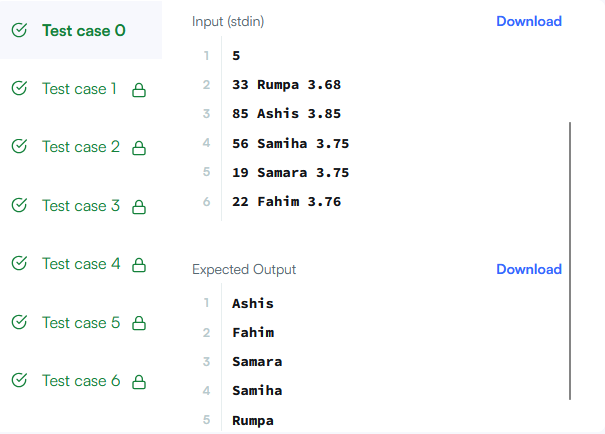 Test case 0
Test case 1
Test case 2
Test case 3
Test case 4
Test case 5
Test case 6
Input (stdin) Download
1 5
2 33 Rumpa 3.68
3 85 Ashis 3.85
4 56 Samiha 3.75
5 19 Samara 3.75
6 22 Fahim 3.76
Expected Output Download
1 Ashis
2 Fahim
3 Samara
4 Samiha
5 Rumpa